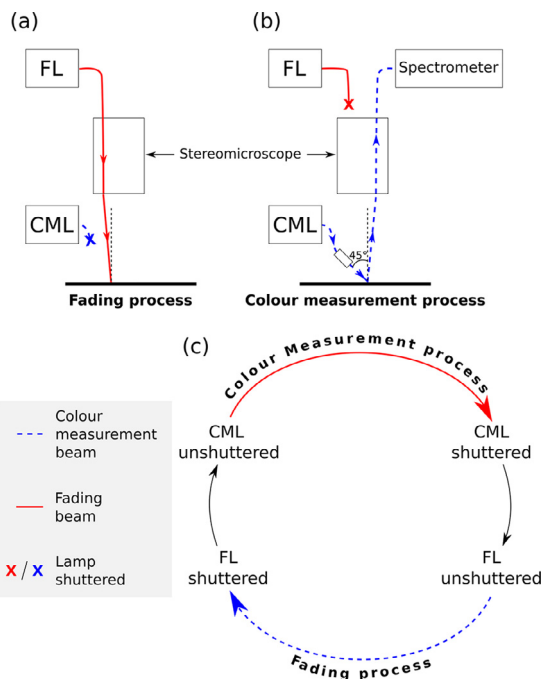 (a)
FL
CML
Fading process
(b)
FL
Spectrometer
Stereomicroscope
CML
45°
Colour measurement process
(c)
Colour Measurement process
CML
unshuttered
CML
shuttered
FL
shuttered
FL
unshuttered
Fading process
Colour
measurement
beam
Fading
beam
X / X
Lamp
shuttered